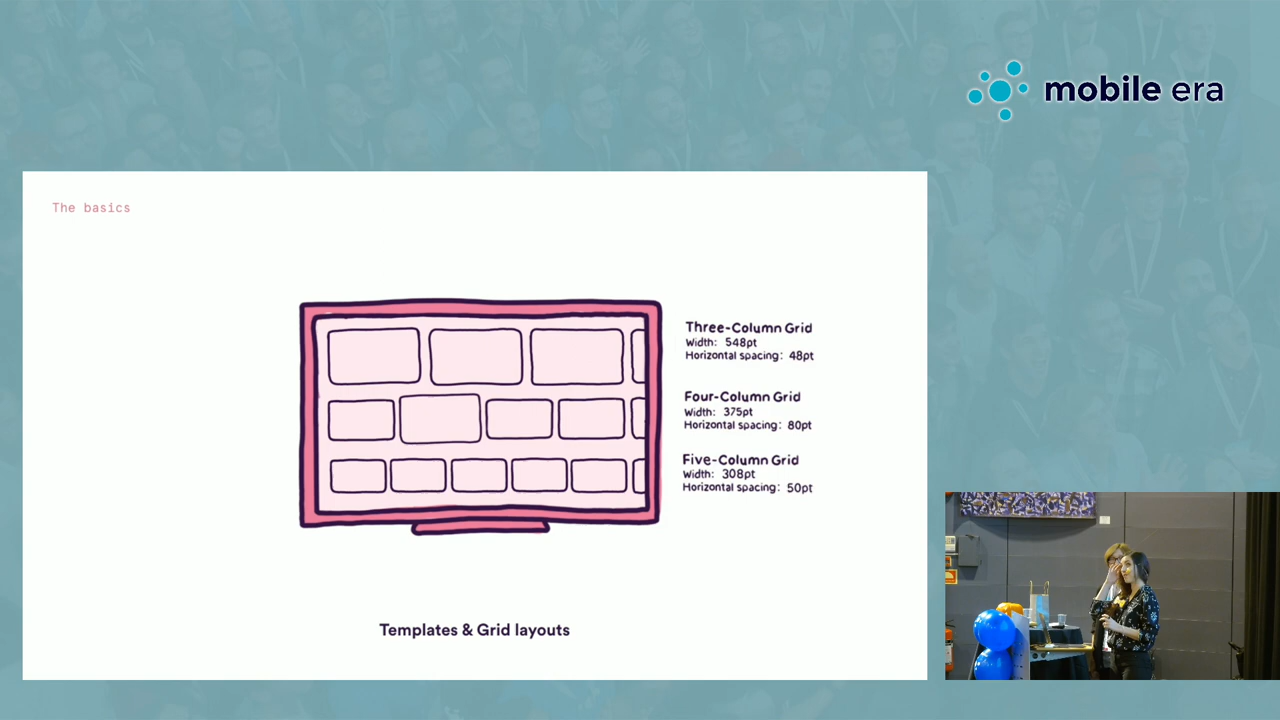 mobile era
The basics
Three-Column Grid
Width: 548pt
Horizontal spacing: 48pt
Four-Column Grid
Width: 375pt
Horizontal spacing: 80pt
Five-Column Grid
Width: 308pt
Horizontal spacing: 50pt
Templates & Grid layouts